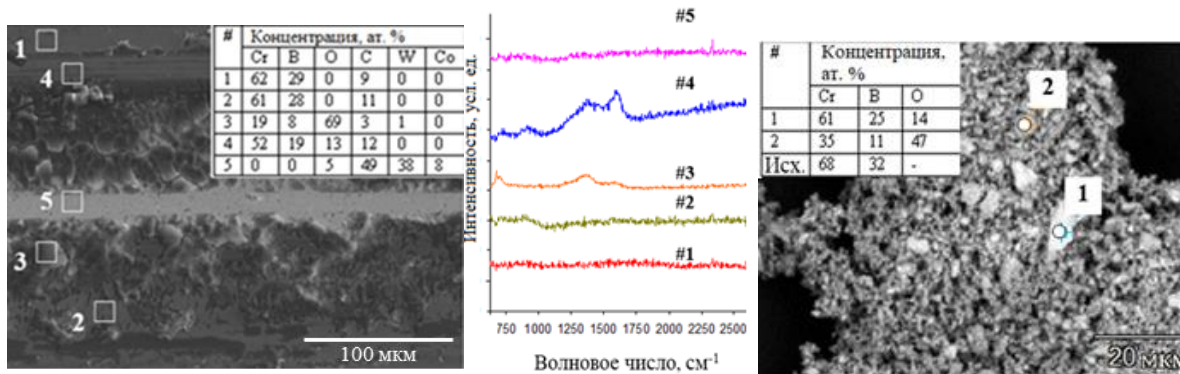 # Концентрация, ат. %
Cr B O C W Co
1 62 29 0 9 0 0
2 61 28 0 11 0 0
3 19 8 69 3 1 0
4 52 19 13 12 0 0
5 0 0 5 49 38 8
1
4
5
3
2
100 мкм
Интенсивность, усл. ед.
#5
#4
#3
#2
#1
750 1000 1250 1500 1750 2000 2250 2500
Волновое число, см⁻¹
# Концентрация,
ат. %
Cr B O
1 61 25 14
2 35 11 47
Исх. 68 32 -
2
1
20 мкм